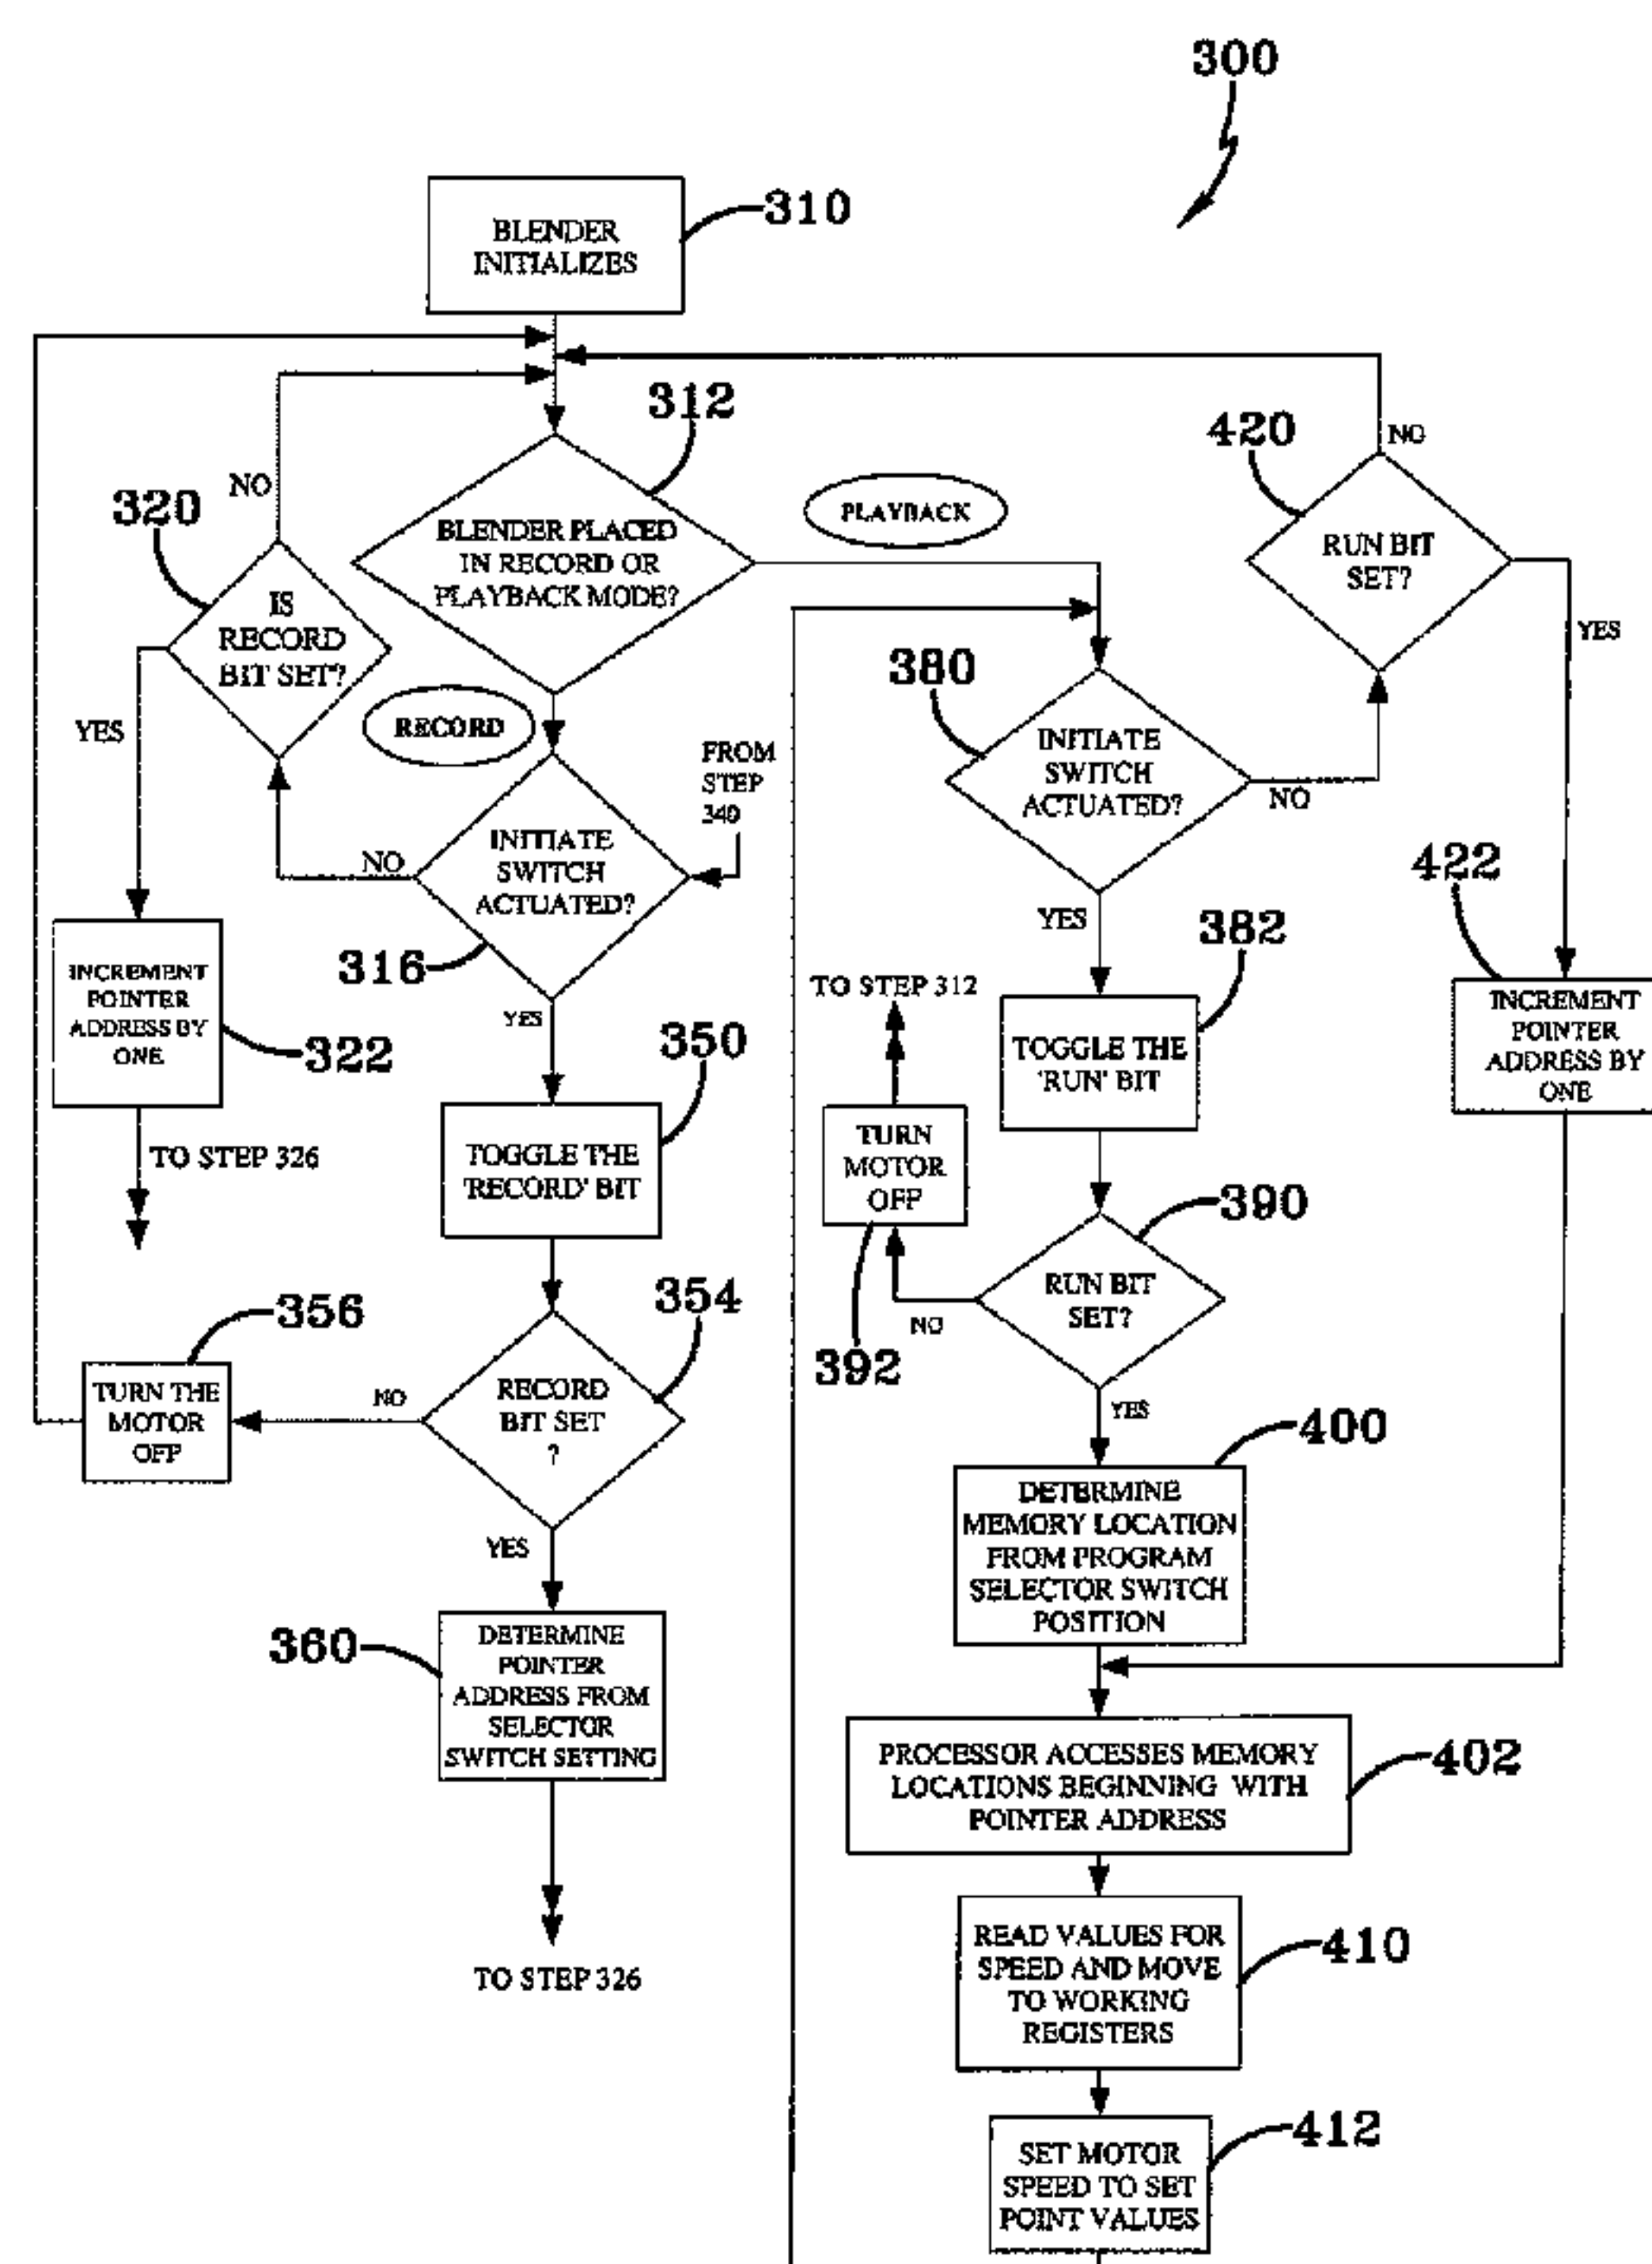 300
BLENDER
INITIALIZES
310
312
BLENDER PLACED
IN RECORD OR
PLAYBACK MODE?
PLAYBACK
RECORD
NO
320
IS
RECORD
BIT SET?
YES
INCREMENT
POINTER
ADDRESS BY
ONE
322
TO STEP 326
FROM
STEP
340
INITIATE
SWITCH
ACTUATED?
316
NO
YES
350
TOGGLE THE
'RECORD' BIT
354
RECORD
BIT SET
?
NO
356
TURN THE
MOTOR
OFF
YES
360
DETERMINE
POINTER
ADDRESS FROM
SELECTOR
SWITCH SETTING
TO STEP 326
420
NO
RUN BIT
SET?
YES
380
INITIATE
SWITCH
ACTUATED?
NO
YES
422
INCREMENT
POINTER
ADDRESS BY
ONE
382
TOGGLE THE
'RUN' BIT
TO STEP 312
TURN
MOTOR
OFF
392
390
RUN BIT
SET?
NO
YES
400
DETERMINE
MEMORY LOCATION
FROM PROGRAM
SELECTOR SWITCH
POSITION
PROCESSOR ACCESSES MEMORY
LOCATIONS BEGINNING WITH
POINTER ADDRESS
402
READ VALUES FOR
SPEED AND MOVE
TO WORKING
REGISTERS
410
SET MOTOR
SPEED TO SET
POINT VALUES
412